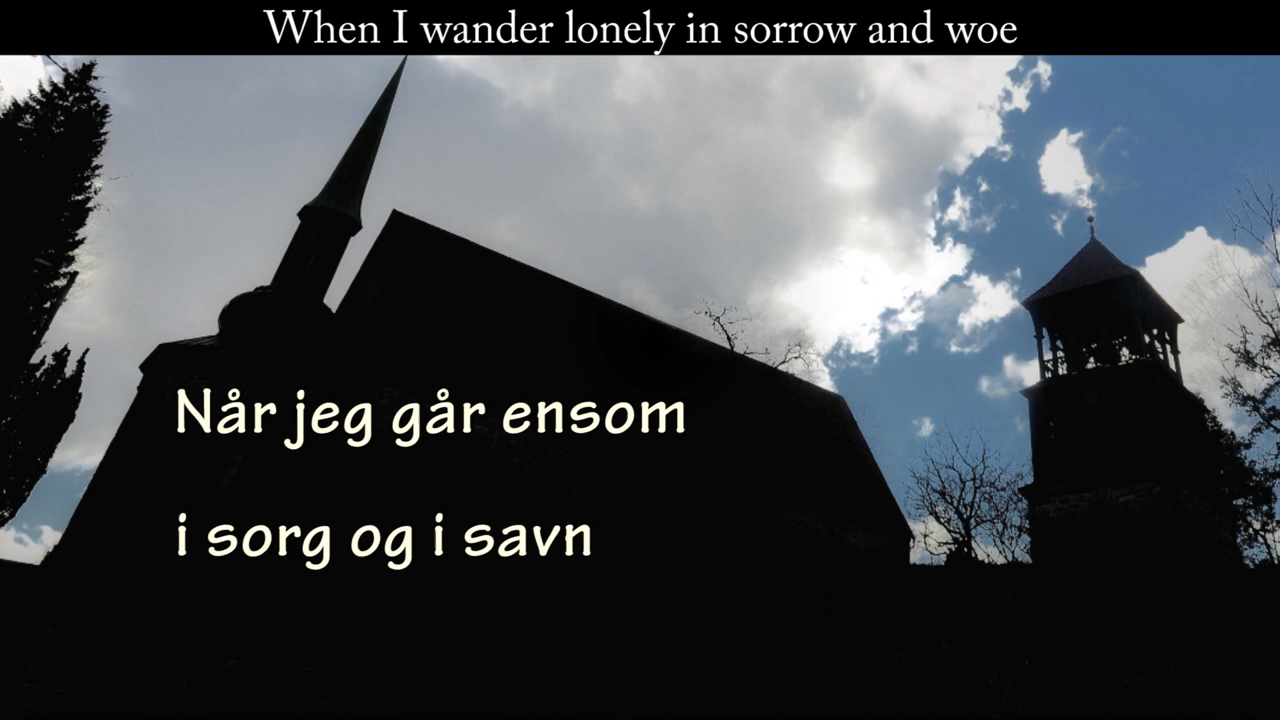 When I wander lonely in sorrow and woe
Når jeg går ensom
i sorg og i savn